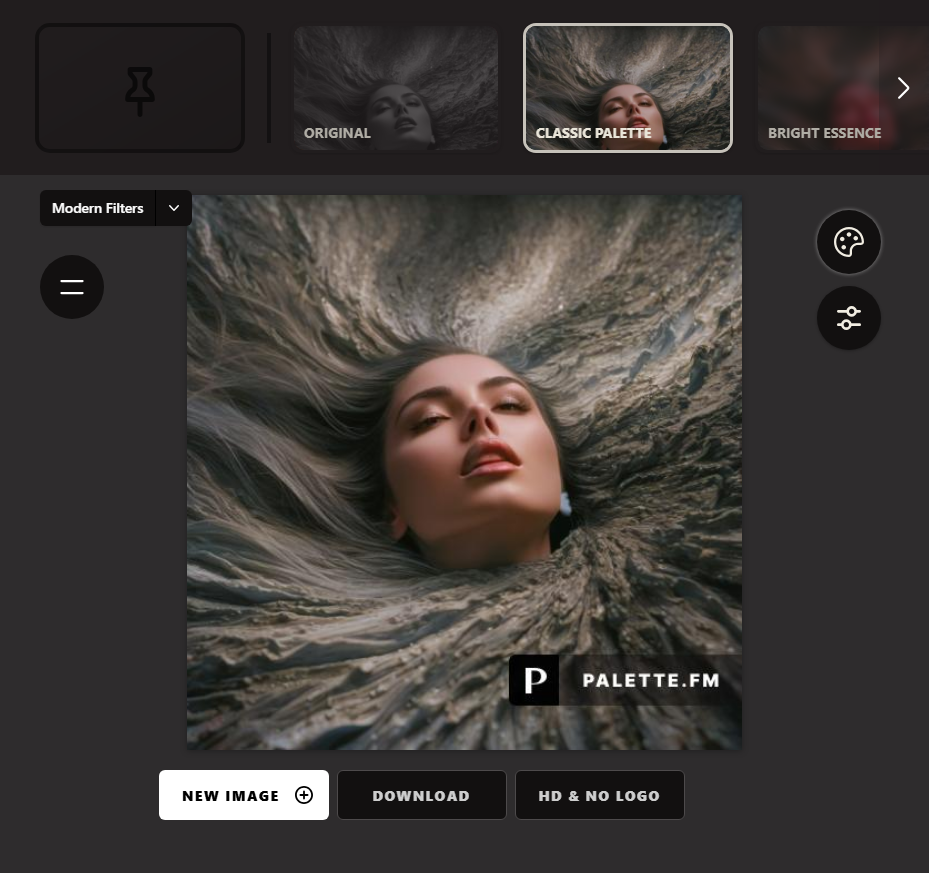 ORIGINAL
CLASSIC PALETTE
BRIGHT ESSENCE
Modern Filters
P PALETTE.FM
NEW IMAGE
DOWNLOAD
HD & NO LOGO